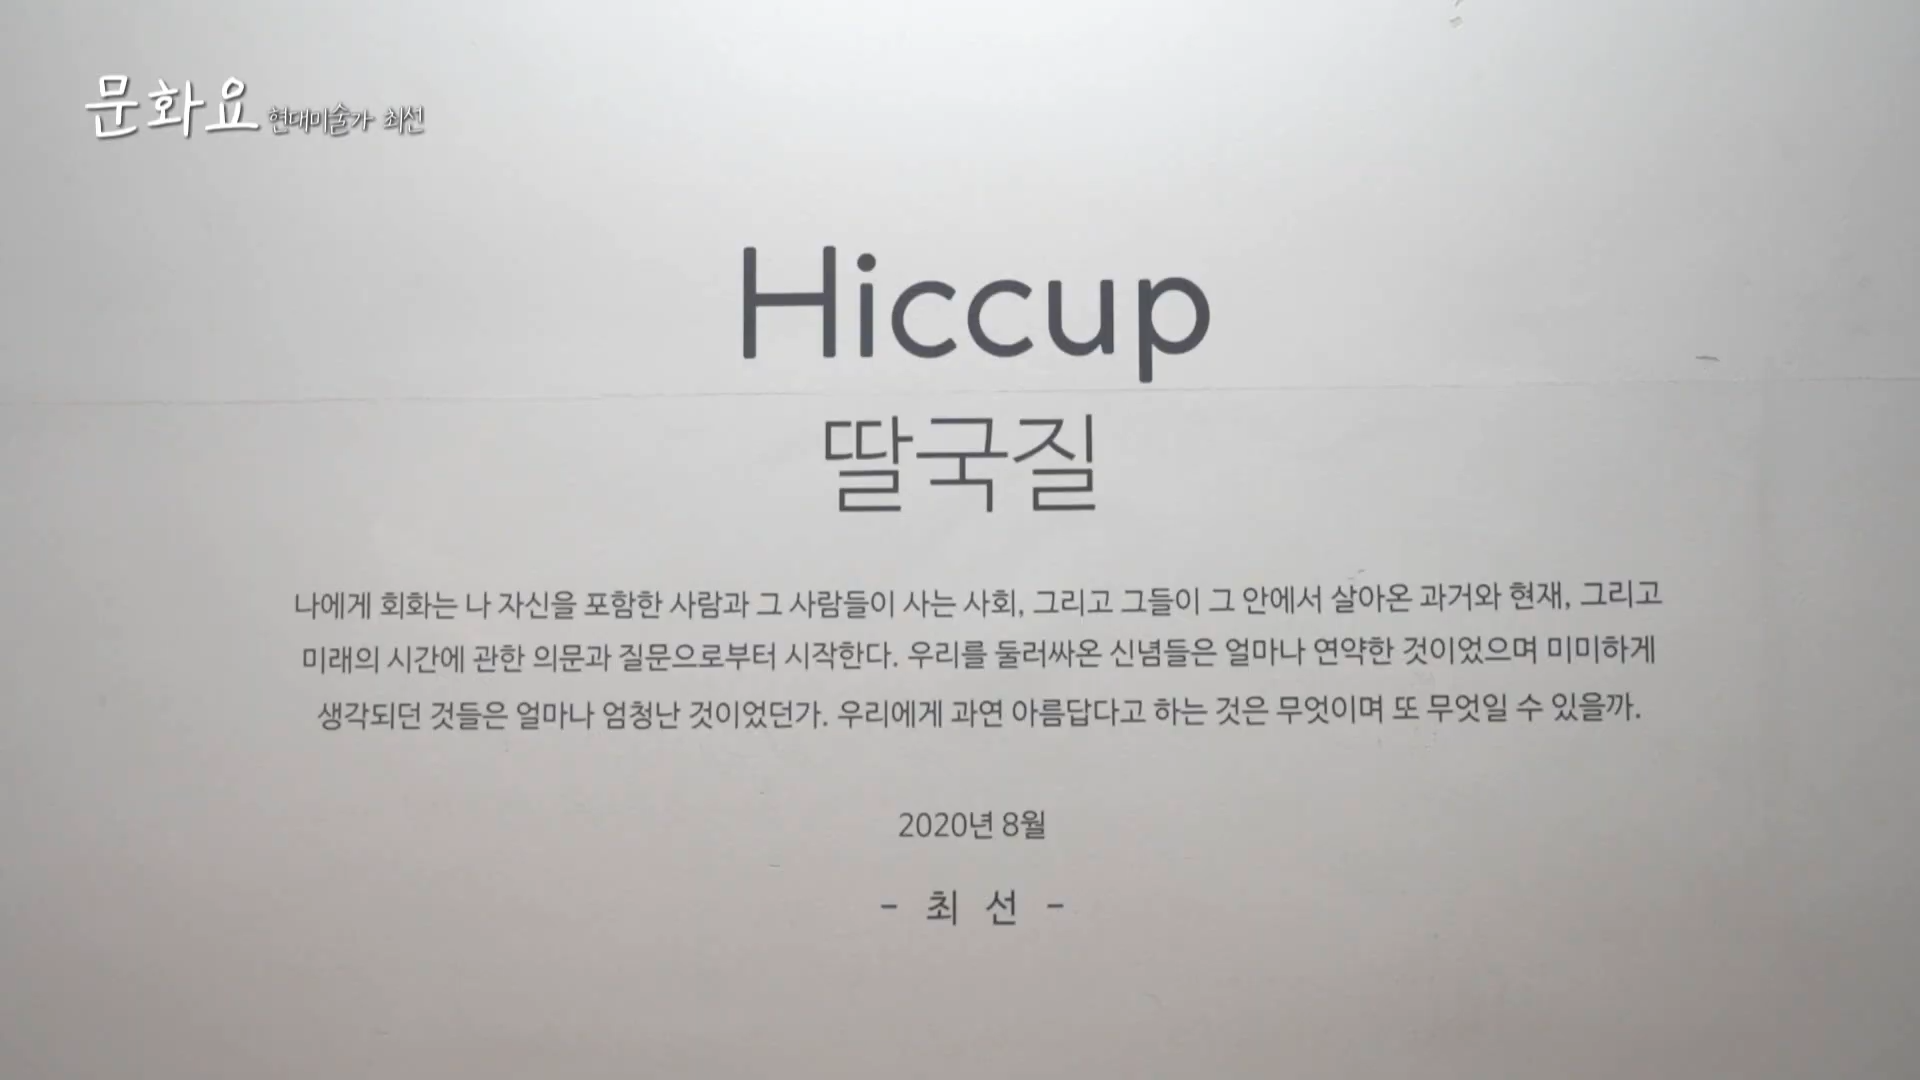 문화요 현대미술가 최선
Hiccup
딸국질
나에게 회화는 나 자신을 포함한 사람과 그 사람들이 사는 사회, 그리고 그들이 그 안에서 살아온 과거와 현재, 그리고
미래의 시간에 관한 의문과 질문으로부터 시작한다. 우리를 둘러싸온 신념들은 얼마나 연약한 것이었으며 미미하게
생각되던 것들은 얼마나 엄청난 것이었던가. 우리에게 과연 아름답다고 하는 것은 무엇이며 또 무엇일 수 있을까.
2020년 8월
- 최 선 -